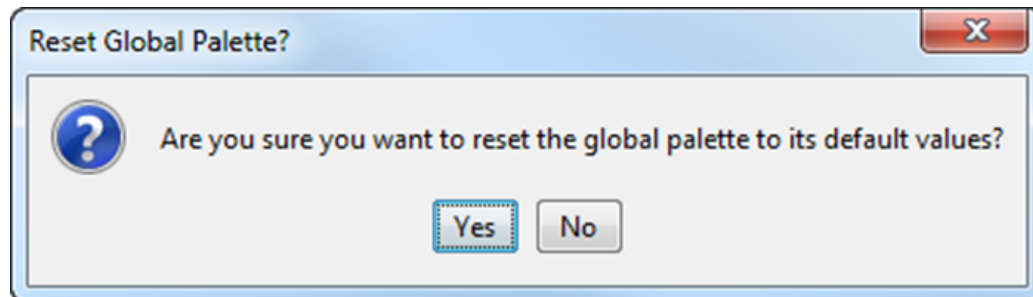 Reset Global Palette?
Are you sure you want to reset the global palette to its default values?
Yes No